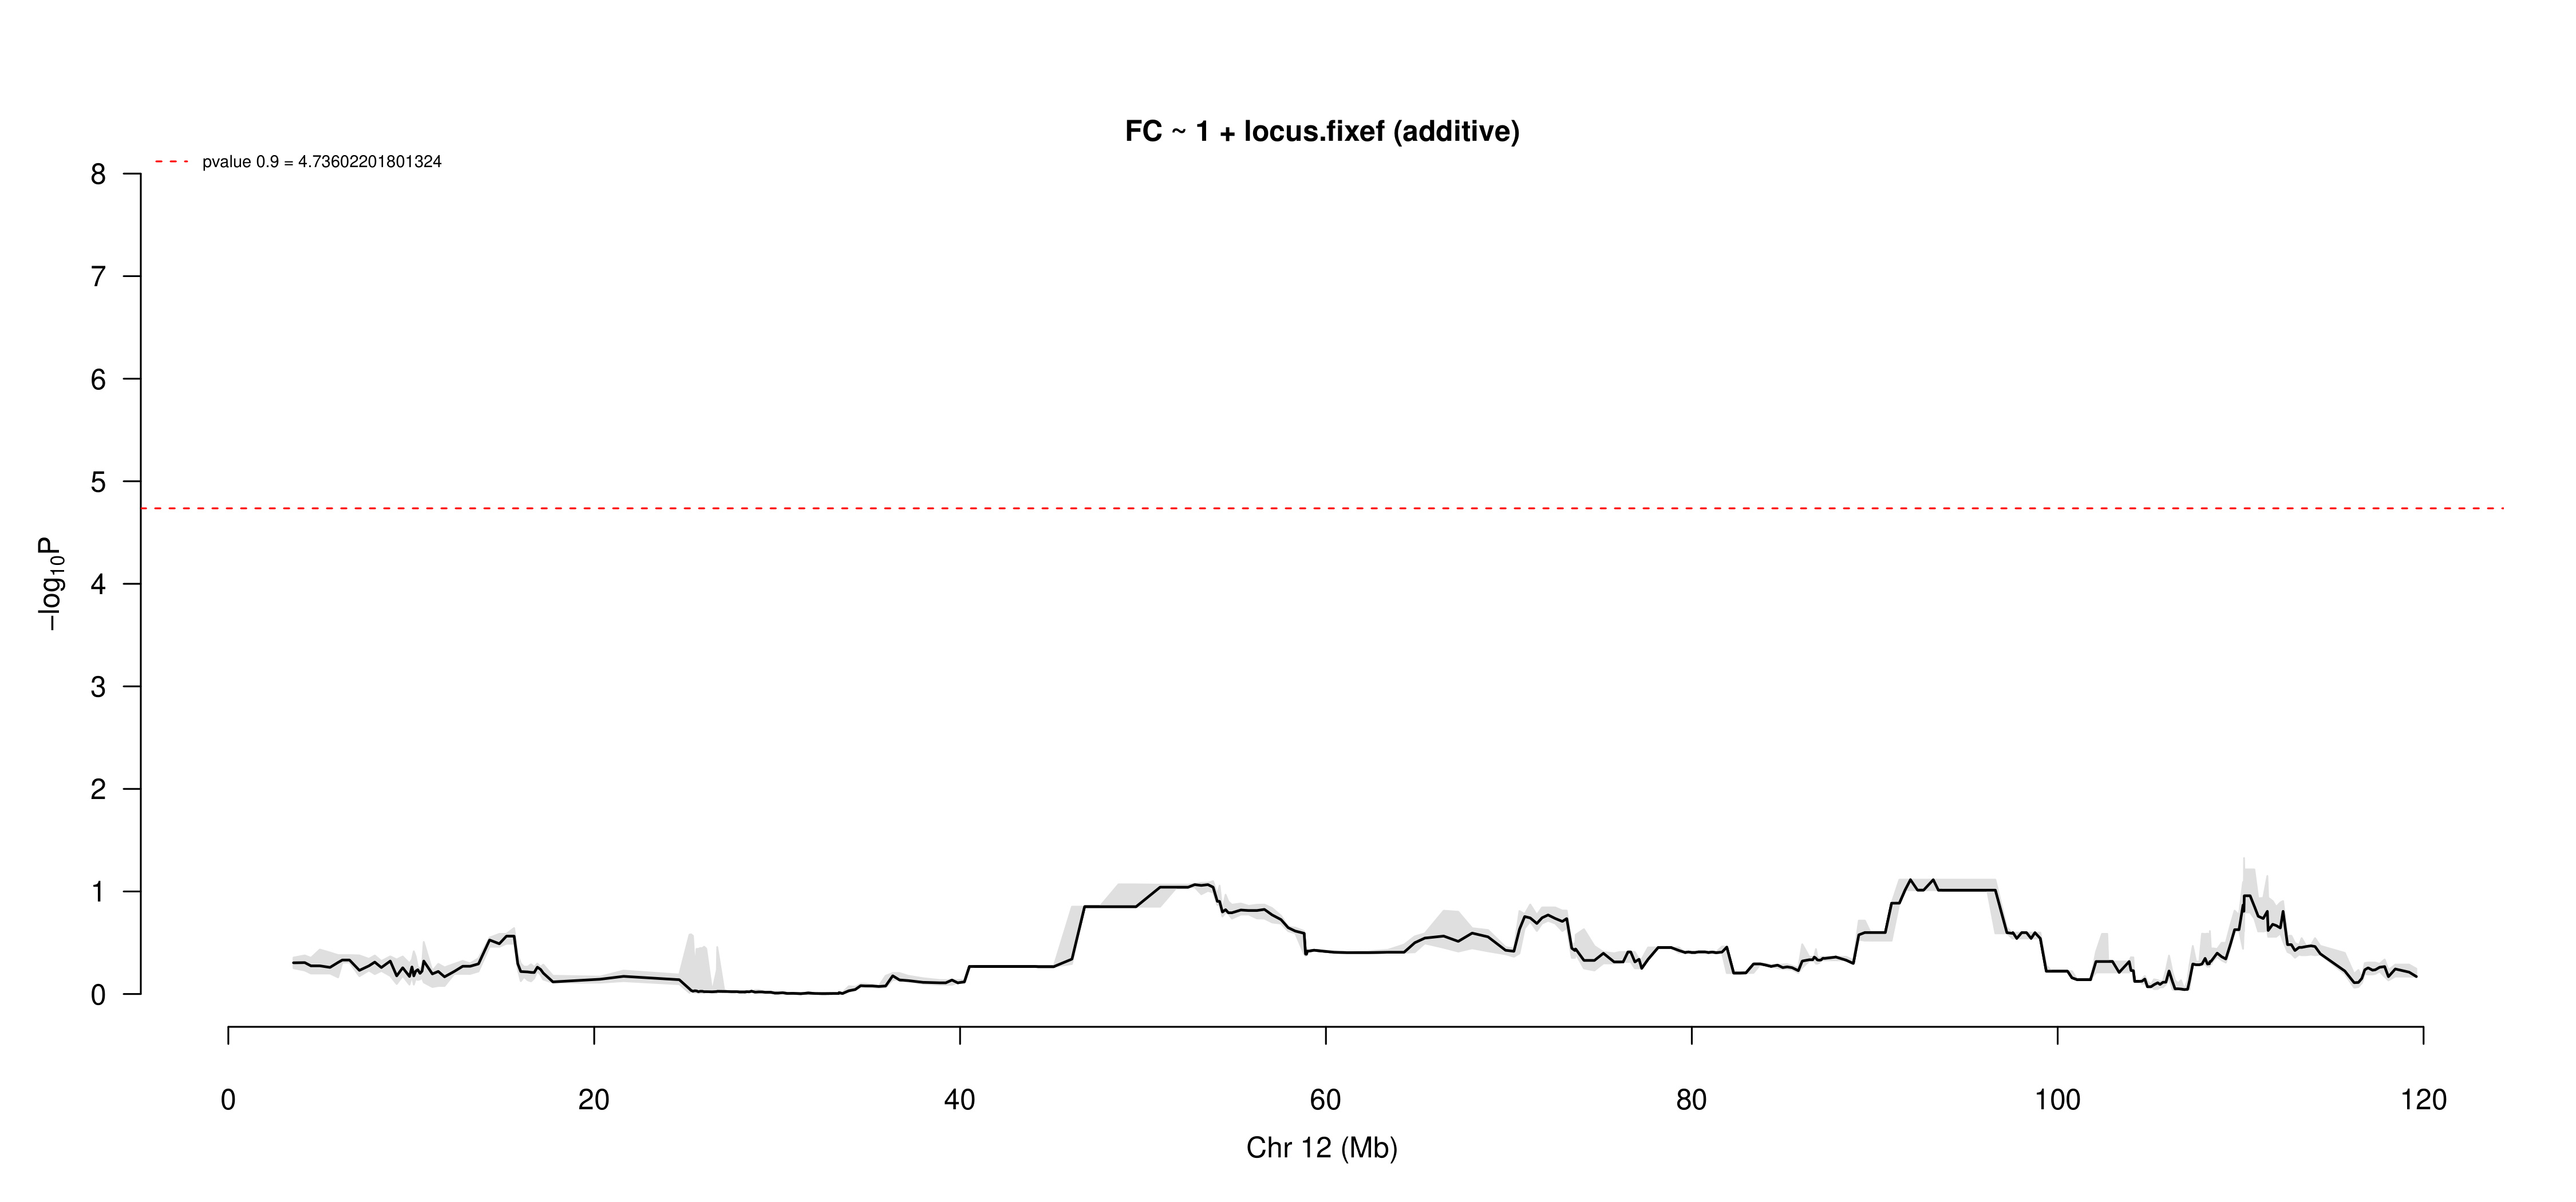 FC ~ 1 + locus.fixef (additive)
pvalue 0.9 = 4.73602201801324
8
7
6
5
4
3
2
1
0
−log10P
0 20 40 60 80 100 120
Chr 12 (Mb)